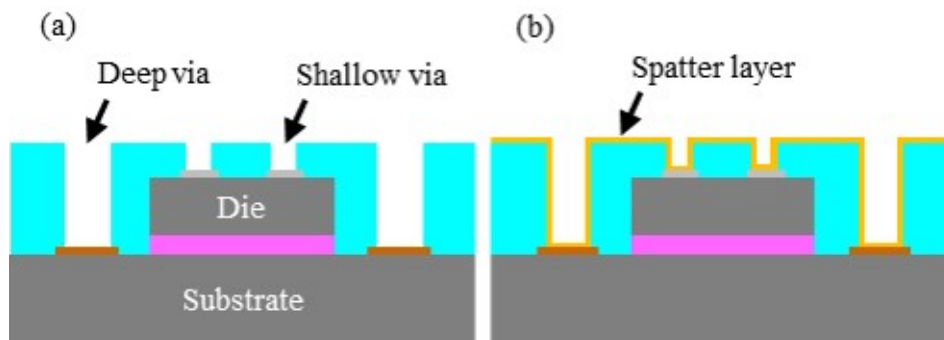 (a)
(b)
Deep via
Shallow via
Spatter layer
Die
Substrate